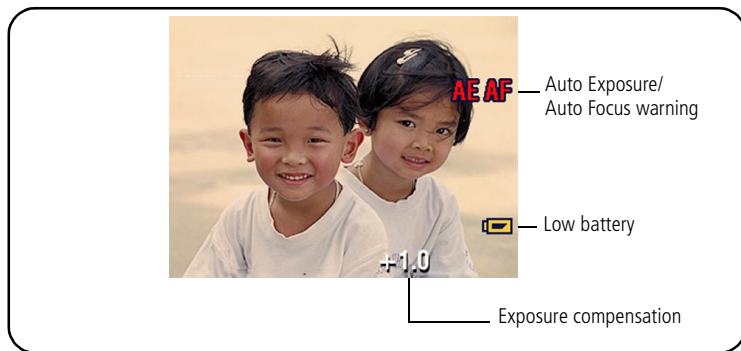 AE AF
Auto Exposure/
Auto Focus warning
Low battery
+1.0
Exposure compensation